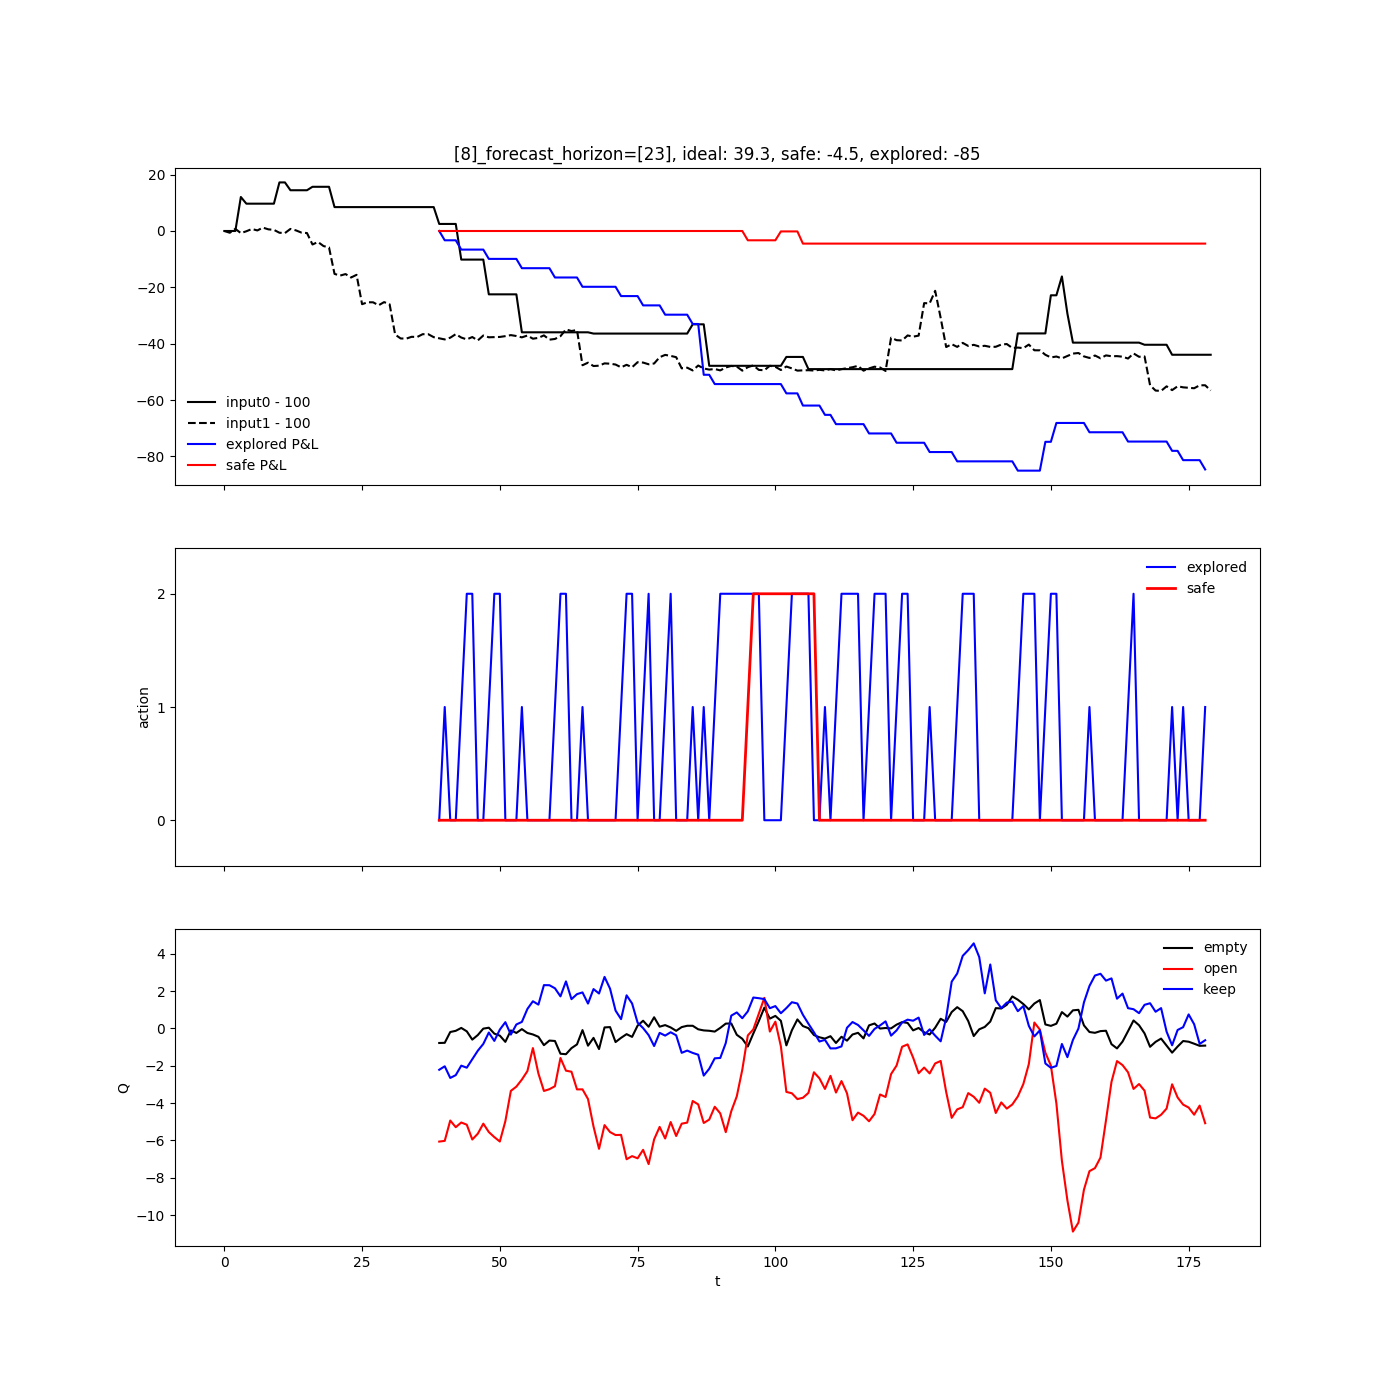 [8]_forecast_horizon=[23], ideal: 39.3, safe: -4.5, explored: -85
20
0
−20
−40
−60
−80
input0 - 100
input1 - 100
explored P&L
safe P&L
2
1
0
action
explored
safe
4
2
0
−2
−4
−6
−8
−10
Q
empty
open
keep
0 25 50 75 100 125 150 175
t